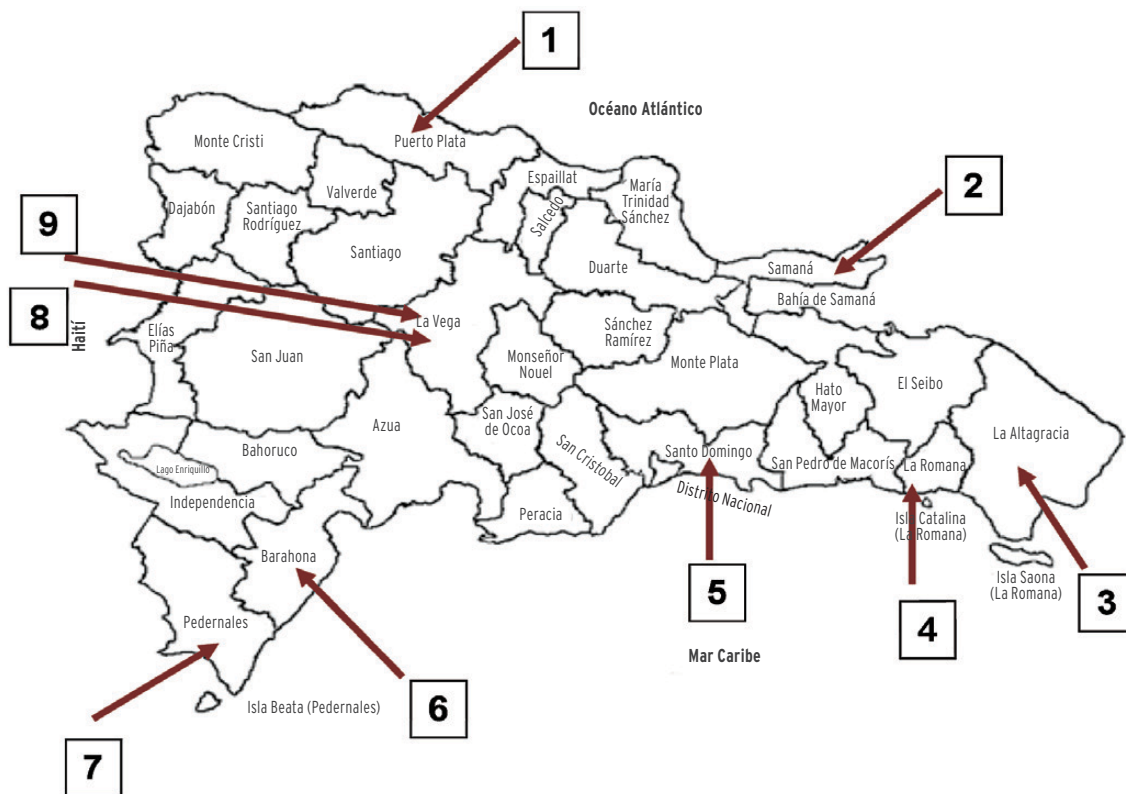 1
Océano Atlántico
Monte Cristi
Puerto Plata
Espaillat
María
Trinidad
Sánchez
2
Valverde
Dajabón
Santiago
Rodríguez
Salcedo
9
Santiago
Duarte
Samaná
Bahía de Samaná
8
Haití
Elías
Piña
La Vega
Sánchez
Ramírez
San Juan
Monseñor
Nouel
Monte Plata
El Seibo
Hato
Mayor
Azua
San José
de Ocoa
La Altagracia
Bahoruco
San Cristobal
Santo Domingo
San Pedro de Macorís
La Romana
Lago Enriquillo
Independencia
Distrito Nacional
Peracia
Isla Catalina
(La Romana)
Barahona
Isla Saona
(La Romana)
5
4
3
Pedernales
Mar Caribe
Isla Beata (Pedernales)
6
7